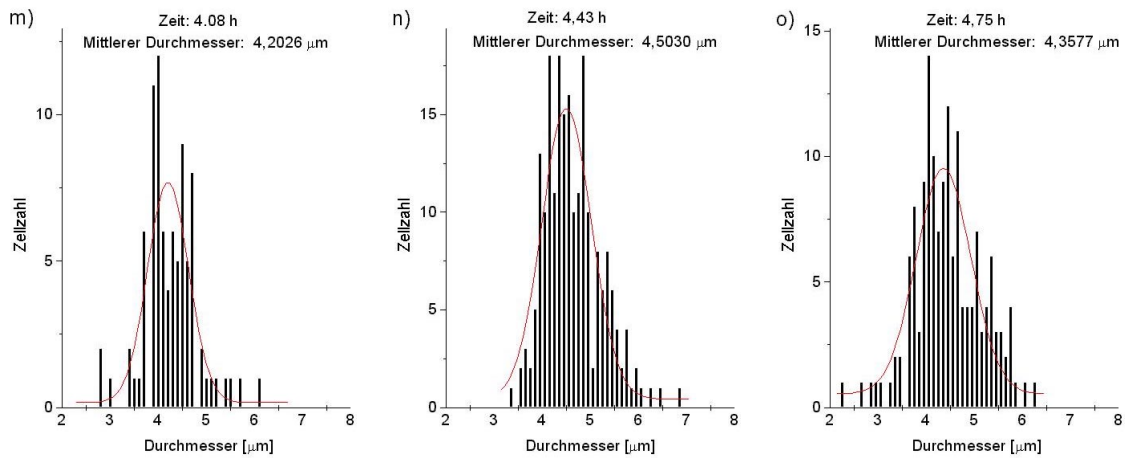 m)
Zeit: 4.08 h
Mittlerer Durchmesser: 4,2026 μm
Zellzahl
10
5
0
2 3 4 5 6 7 8
Durchmesser [μm]
n)
Zeit: 4,43 h
Mittlerer Durchmesser: 4,5030 μm
Zellzahl
15
10
5
0
2 3 4 5 6 7 8
Durchmesser [μm]
o)
Zeit: 4,75 h
Mittlerer Durchmesser: 4,3577 μm
Zellzahl
15
10
5
0
2 3 4 5 6 7 8
Durchmesser [μm]